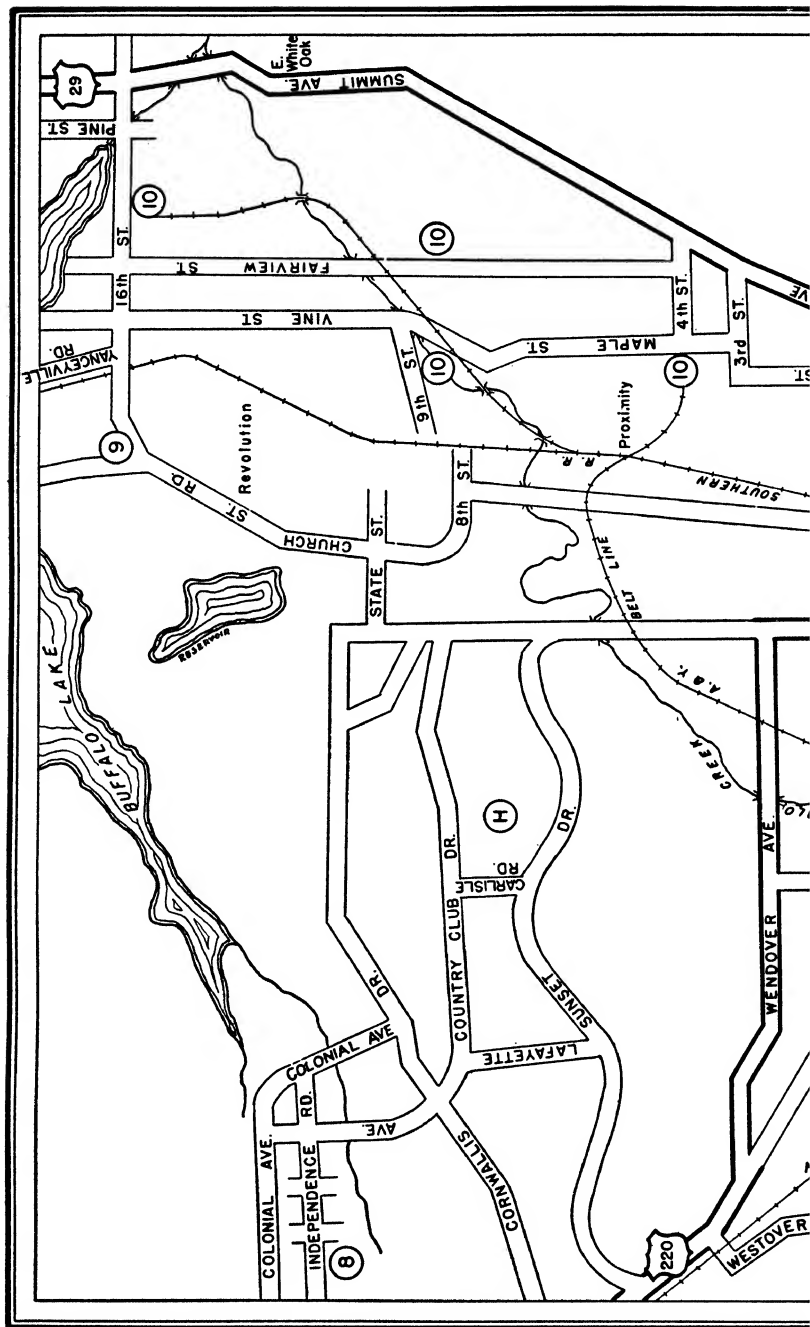 29
PINE ST.
E.
White
Oak
SUMMIT AVE.
16th ST.
10
FAIRVIEW ST.
10
VINE ST.
YANCEYVILLE
RD.
9
9th ST.
10
MAPLE ST.
4th ST.
3rd ST.
AVE
ST.
10
Proximity
Revolution
CHURCH ST.
RD.
STATE ST.
8th ST.
SOUTHERN R. R.
BELT LINE
A. & Y.
LAKE
BUFFALO
RESERVOIR
CREEK
COUNTRY CLUB DR.
CARLISLE
RD.
H
SUNSET DR.
LAFAYETTE AVE.
WENDOVER AVE.
COLONIAL AVE
COLONIAL AVE.
INDEPENDENCE RD.
8
CORNWALLIS DR.
220
WESTOVER